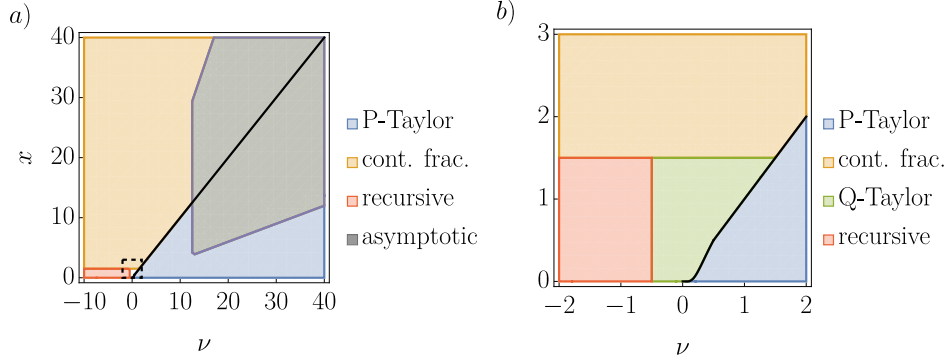 a)
x
40
30
20
10
0
−10
0
10
20
30
40
ν
P-Taylor
cont. frac.
recursive
asymptotic
b)
3
2
1
0
−2
−1
0
1
2
ν
P-Taylor
cont. frac.
Q-Taylor
recursive